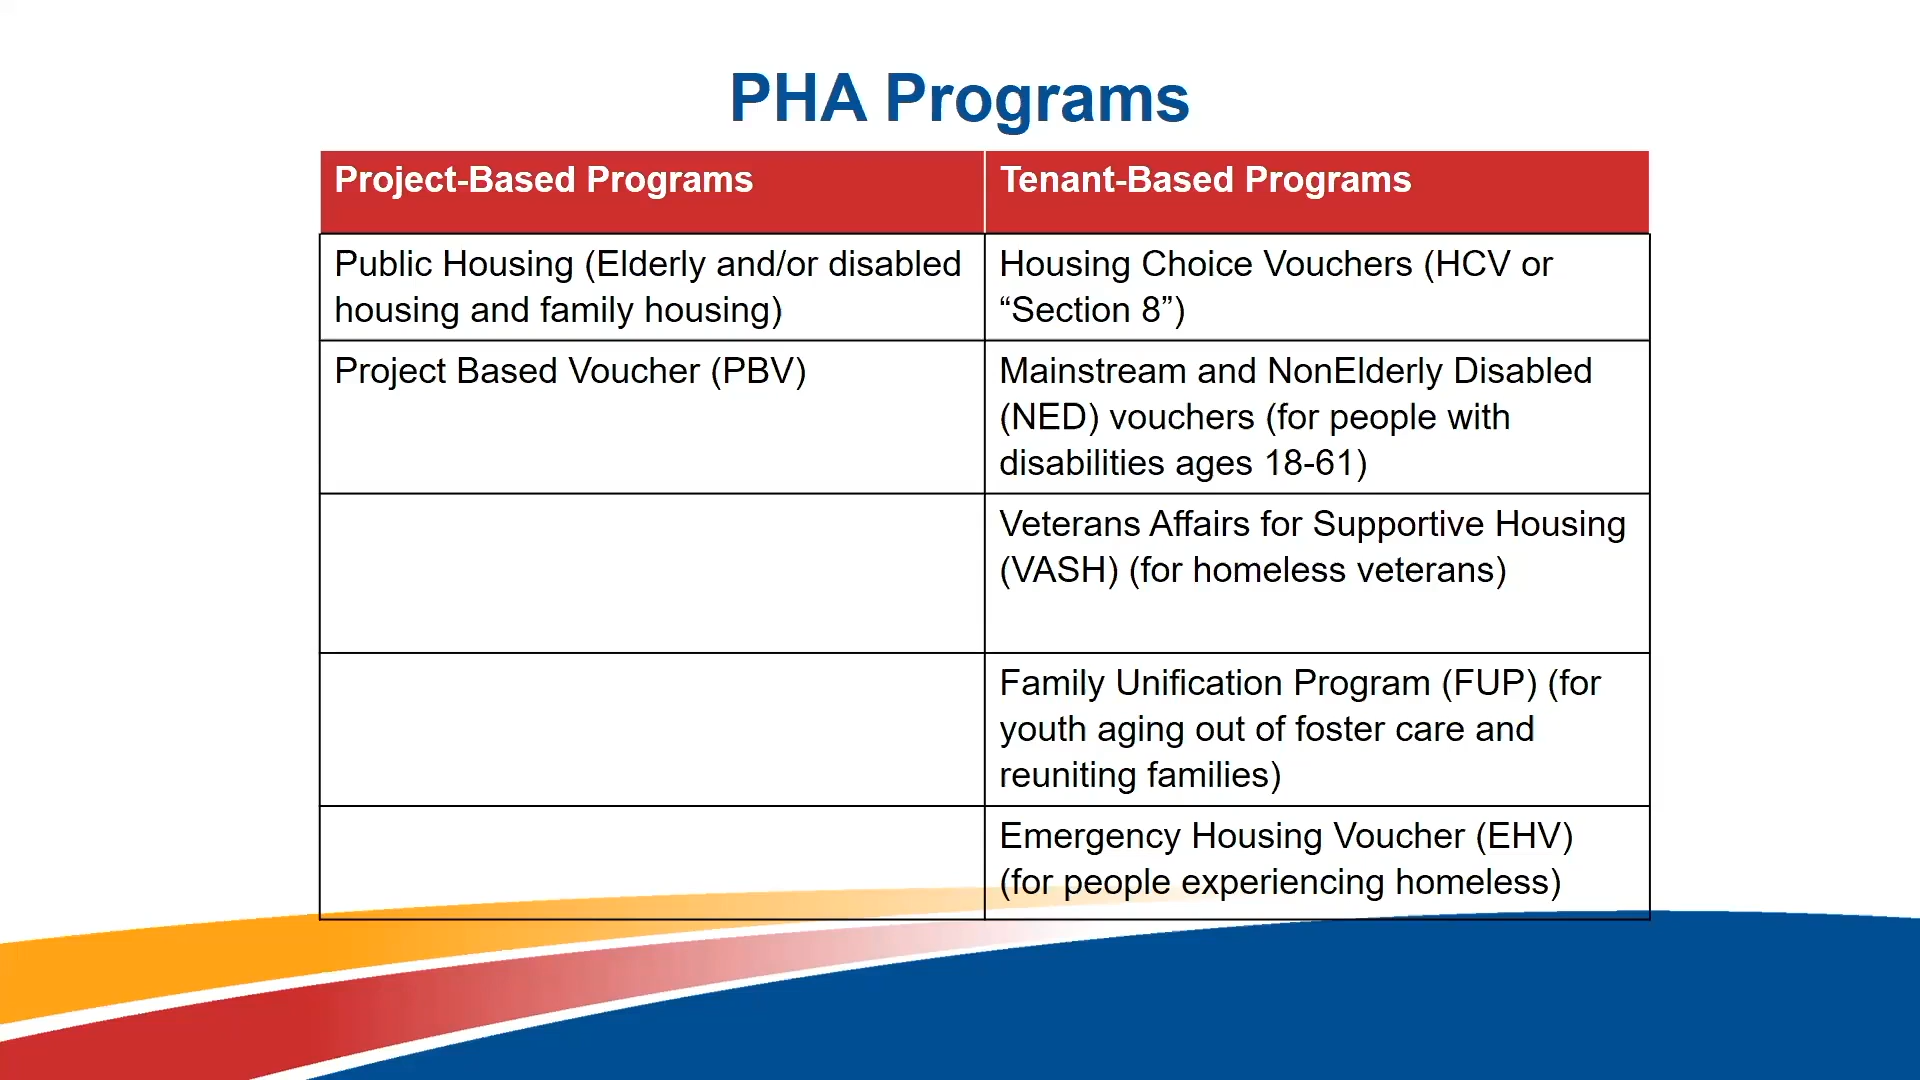 PHA Programs
Project-Based Programs
Tenant-Based Programs
Public Housing (Elderly and/or disabled
housing and family housing)
Housing Choice Vouchers (HCV or
“Section 8”)
Project Based Voucher (PBV)
Mainstream and NonElderly Disabled
(NED) vouchers (for people with
disabilities ages 18-61)
Veterans Affairs for Supportive Housing
(VASH) (for homeless veterans)
Family Unification Program (FUP) (for
youth aging out of foster care and
reuniting families)
Emergency Housing Voucher (EHV)
(for people experiencing homeless)